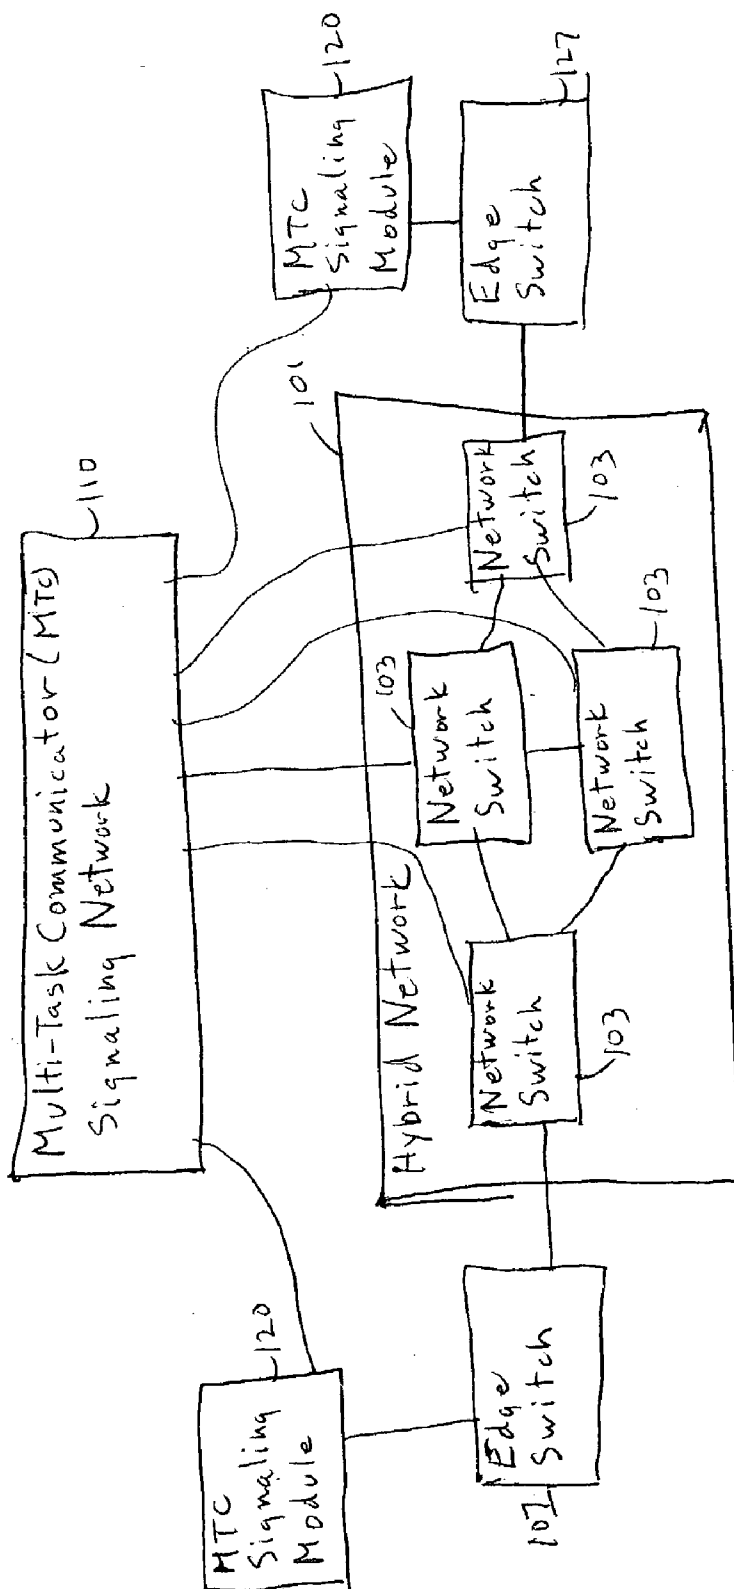 Multi-Task Communicator (MTC)
Signaling Network
110
MTC
Signaling
Module
120
MTC
Signaling
Module
120
101
Hybrid Network
Network
Switch
103
Network
Switch
103
Network
Switch
103
Network
Switch
103
Edge
Switch
107
Edge
Switch
127